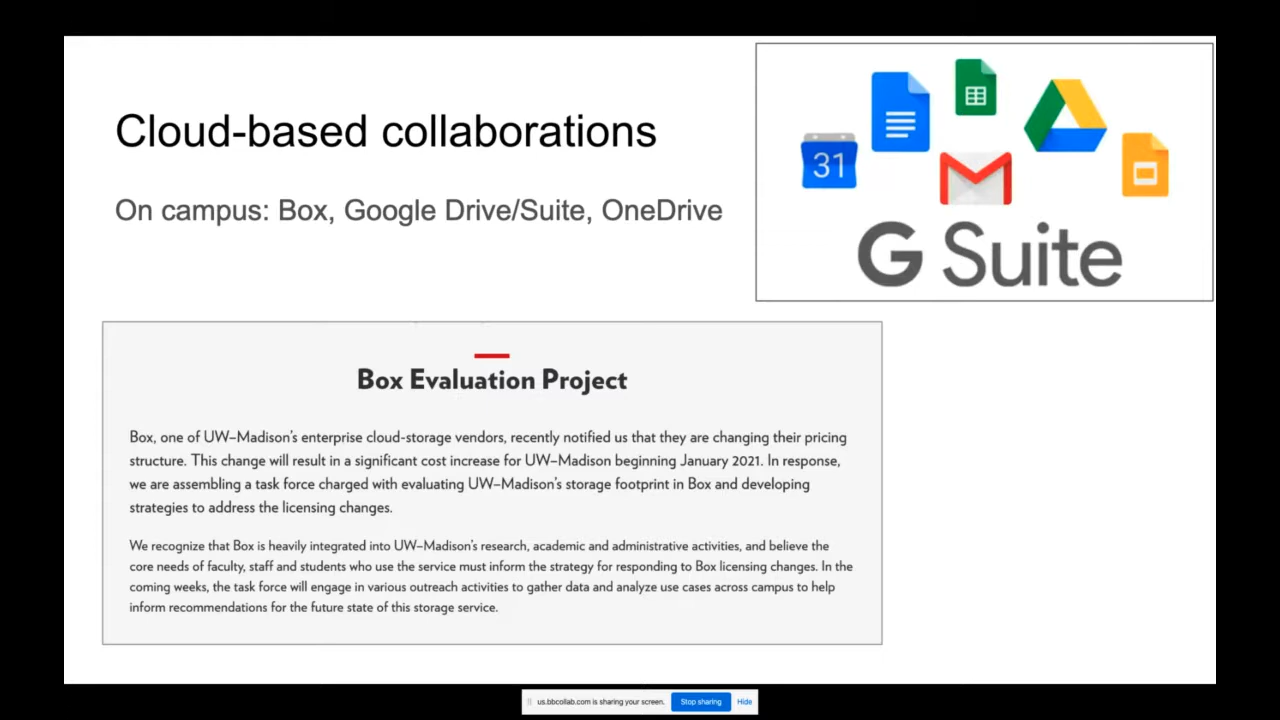 Cloud-based collaborations
On campus: Box, Google Drive/Suite, OneDrive
31
G Suite
Box Evaluation Project
Box, one of UW–Madison’s enterprise cloud-storage vendors, recently notified us that they are changing their pricing
structure. This change will result in a significant cost increase for UW–Madison beginning January 2021. In response,
we are assembling a task force charged with evaluating UW–Madison’s storage footprint in Box and developing
strategies to address the licensing changes.
We recognize that Box is heavily integrated into UW–Madison’s research, academic and administrative activities, and believe the
core needs of faculty, staff and students who use the service must inform the strategy for responding to Box licensing changes. In the
coming weeks, the task force will engage in various outreach activities to gather data and analyze use cases across campus to help
inform recommendations for the future state of this storage service.
us.bbcollab.com is sharing your screen. Stop sharing Hide